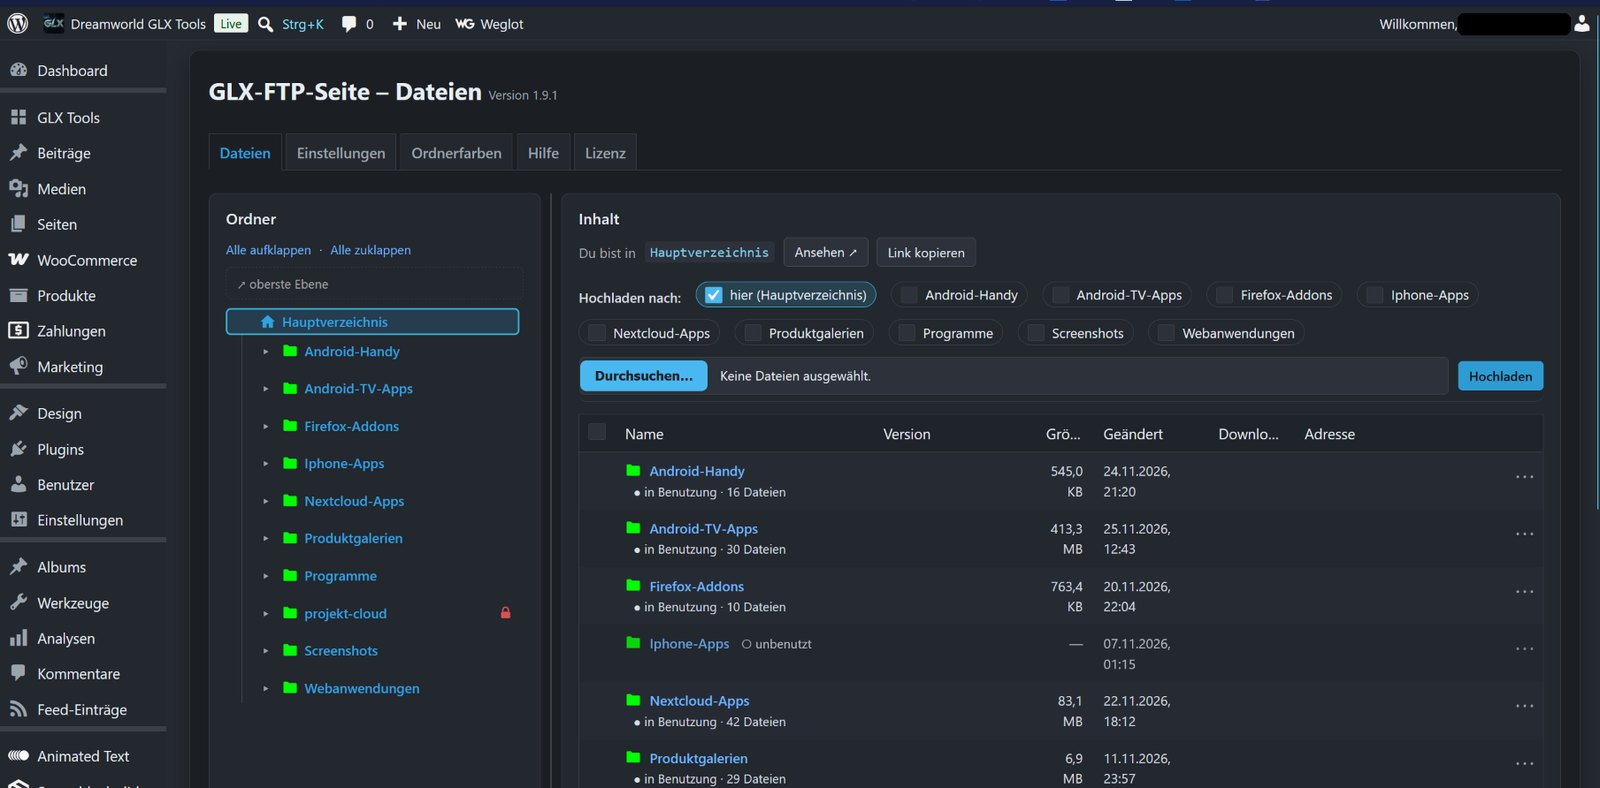 GLX Dreamworld GLX Tools Live Strg+K 0 Neu Weglot Willkommen,
Dashboard
GLX Tools
Beiträge
Medien
Seiten
WooCommerce
Produkte
Zahlungen
Marketing
Design
Plugins
Benutzer
Einstellungen
Albums
Werkzeuge
Analysen
Kommentare
Feed-Einträge
Animated Text
GLX-FTP-Seite – Dateien Version 1.9.1
Dateien Einstellungen Ordnerfarben Hilfe Lizenz
Ordner
Alle aufklappen · Alle zuklappen
↗ oberste Ebene
Hauptverzeichnis
Android-Handy
Android-TV-Apps
Firefox-Addons
Iphone-Apps
Nextcloud-Apps
Produktgalerien
Programme
projekt-cloud
Screenshots
Webanwendungen
Inhalt
Du bist in Hauptverzeichnis Ansehen ↗ Link kopieren
Hochladen nach: hier (Hauptverzeichnis) Android-Handy Android-TV-Apps Firefox-Addons Iphone-Apps
Nextcloud-Apps Produktgalerien Programme Screenshots Webanwendungen
Durchsuchen... Keine Dateien ausgewählt. Hochladen
Name Version Grö... Geändert Downlo... Adresse
Android-Handy 545,0 24.11.2026, ...
● in Benutzung · 16 Dateien KB 21:20
Android-TV-Apps 413,3 25.11.2026, ...
● in Benutzung · 30 Dateien MB 12:43
Firefox-Addons 763,4 20.11.2026, ...
● in Benutzung · 10 Dateien KB 22:04
Iphone-Apps ○ unbenutzt — 07.11.2026, ...
01:15
Nextcloud-Apps 83,1 22.11.2026, ...
● in Benutzung · 42 Dateien MB 18:12
Produktgalerien 6,9 11.11.2026, ...
● in Benutzung · 29 Dateien MB 23:57